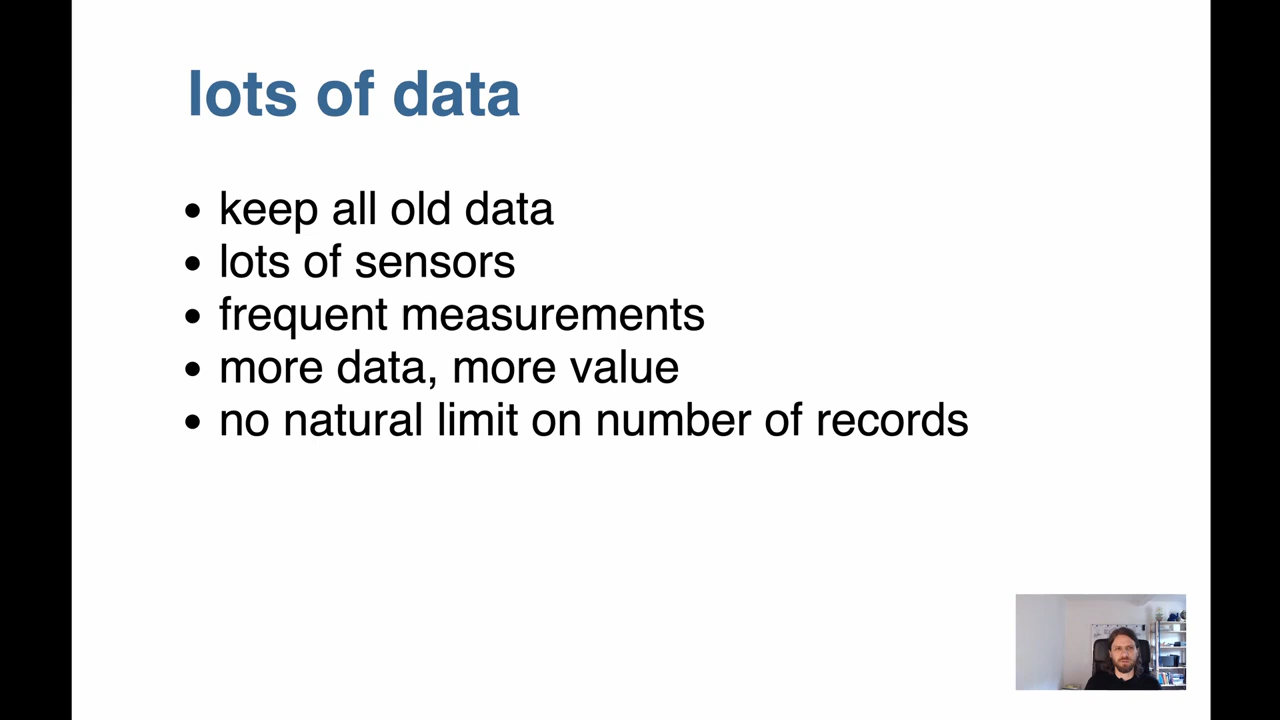 lots of data
• keep all old data
• lots of sensors
• frequent measurements
• more data, more value
• no natural limit on number of records